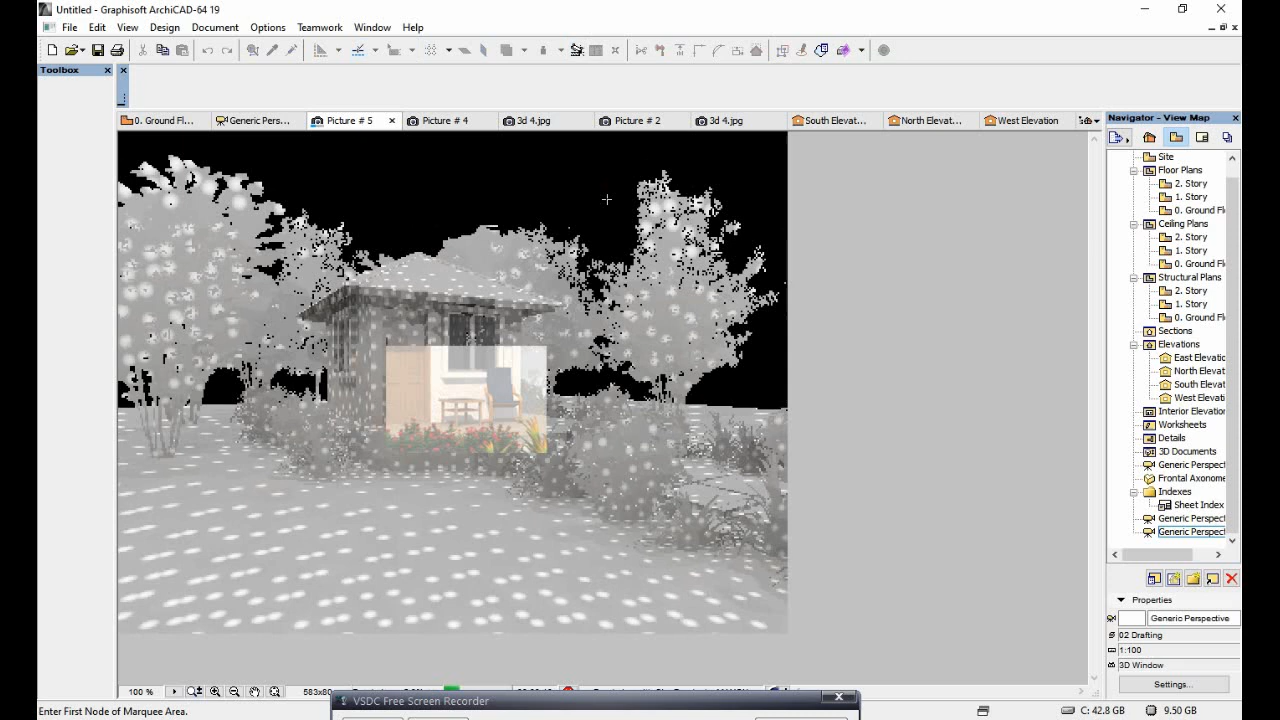 Untitled - Graphisoft ArchiCAD-64 19
File Edit View Design Document Options Teamwork Window Help
Toolbox
0. Ground Fl... Generic Pers... Picture # 5 Picture # 4 3d 4.jpg Picture # 2 3d 4.jpg South Elevat... North Elevat... West Elevation
Navigator - View Map
Site
Floor Plans
2. Story
1. Story
0. Ground Fl
Ceiling Plans
2. Story
1. Story
0. Ground Fl
Structural Plans
2. Story
1. Story
0. Ground Fl
Sections
Elevations
East Elevatio
North Elevat
South Elevat
West Elevat
Interior Elevation
Worksheets
Details
3D Documents
Generic Perspect
Frontal Axonome
Indexes
Sheet Index
Generic Perspect
Generic Perspect
Properties
Generic Perspective
02 Drafting
1:100
3D Window
Settings...
100 % 583x80
VSDC Free Screen Recorder
Enter First Node of Marquee Area.
C: 42.8 GB 9.50 GB